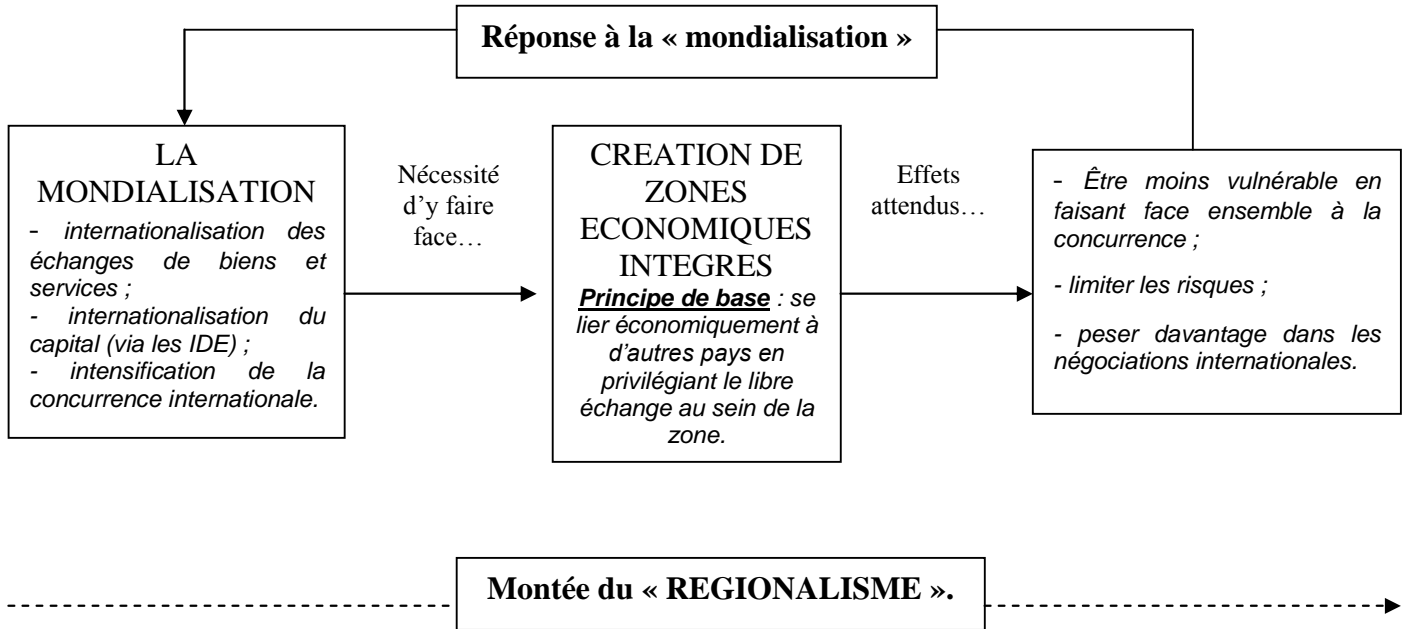 Réponse à la « mondialisation »
LA
MONDIALISATION
- internationalisation des
échanges de biens et
services ;
- internationalisation du
capital (via les IDE) ;
- intensification de la
concurrence internationale.
Nécessité
d’y faire
face…
CREATION DE
ZONES
ECONOMIQUES
INTEGRES
Principe de base : se
lier économiquement à
d’autres pays en
privilégiant le libre
échange au sein de la
zone.
Effets
attendus…
- Être moins vulnérable en
faisant face ensemble à la
concurrence ;
- limiter les risques ;
- peser davantage dans les
négociations internationales.
Montée du « REGIONALISME ».